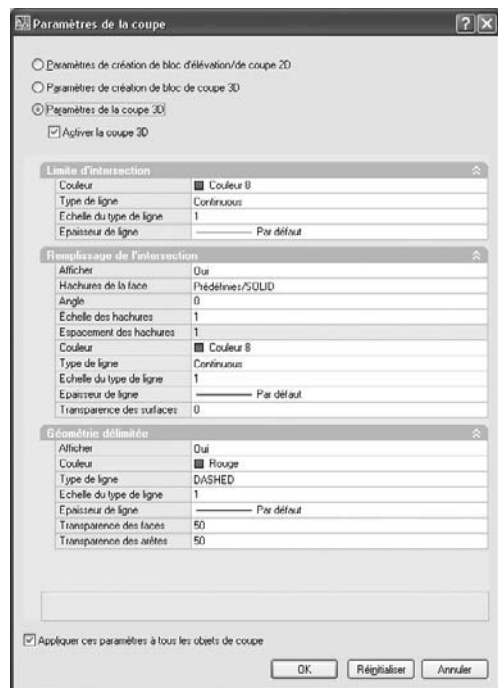 Paramètres de la coupe
Paramètres de création de bloc d'élévation/de coupe 2D
Paramètres de création de bloc de coupe 3D
Paramètres de la coupe 3D
Activer la coupe 3D
Limite d'intersection
Couleur Couleur 8
Type de ligne Continuous
Echelle du type de ligne 1
Epaisseur de ligne Par défaut
Remplissage de l'intersection
Afficher Oui
Hachures de la face Prédéfinies/SOLID
Angle 0
Echelle des hachures 1
Espacement des hachures 1
Couleur Couleur 8
Type de ligne Continuous
Echelle du type de ligne 1
Epaisseur de ligne Par défaut
Transparence des surfaces 0
Géométrie délimitée
Afficher Oui
Couleur Rouge
Type de ligne DASHED
Echelle du type de ligne 1
Epaisseur de ligne Par défaut
Transparence des faces 50
Transparence des arêtes 50
Appliquer ces paramètres à tous les objets de coupe
OK Réinitialiser Annuler